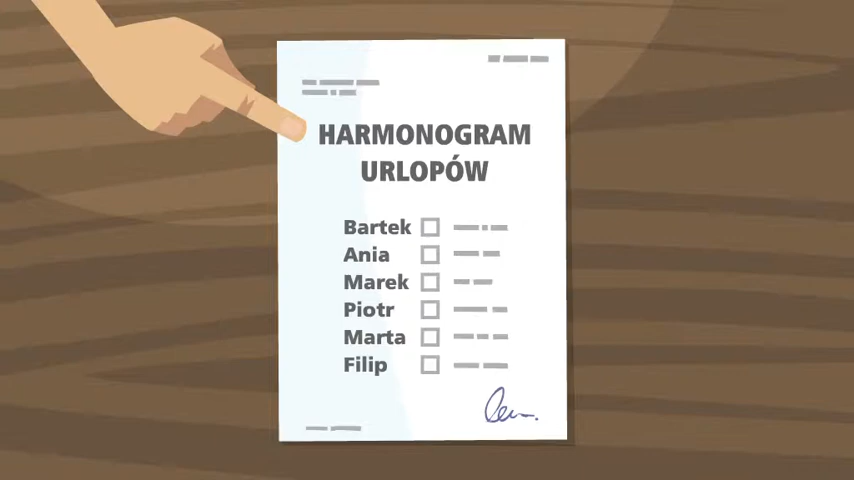 HARMONOGRAM
URLOPÓW
Bartek
Ania
Marek
Piotr
Marta
Filip